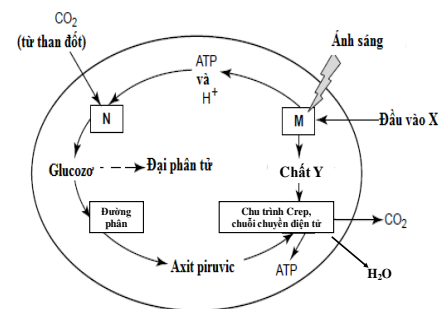 CO2
(từ than đốt)
Ánh sáng
ATP
và
H+
N
M
Đầu vào X
Glucozơ
Đại phân tử
Chất Y
Đường
phân
Chu trình Crep,
chuỗi chuyền điện tử
CO2
Axit piruvic
ATP
H2O